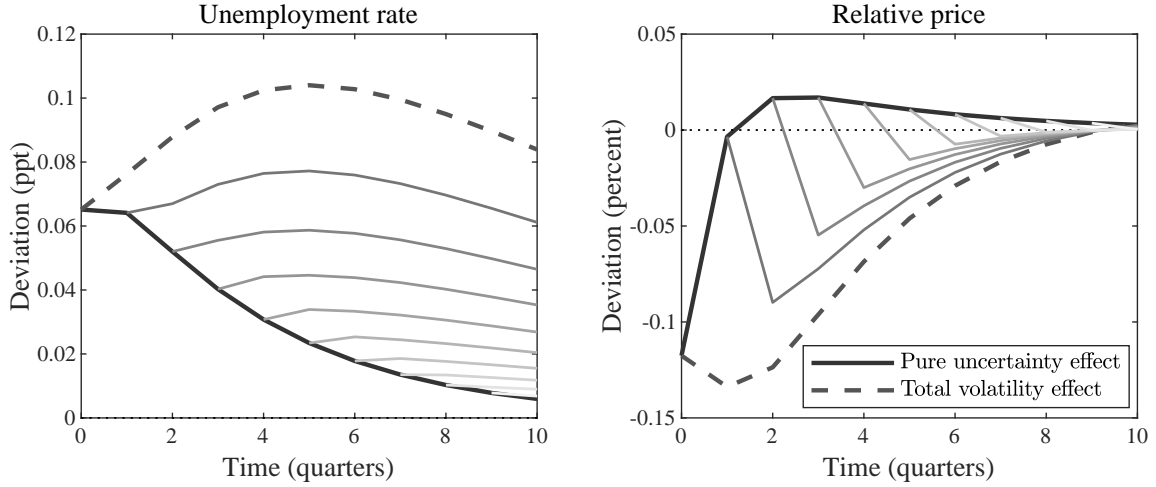 Unemployment rate
0.12
0.1
0.08
0.06
0.04
0.02
0
Deviation (ppt)
0 2 4 6 8 10
Time (quarters)
Relative price
0.05
0
-0.05
-0.1
-0.15
Deviation (percent)
Pure uncertainty effect
Total volatility effect
0 2 4 6 8 10
Time (quarters)